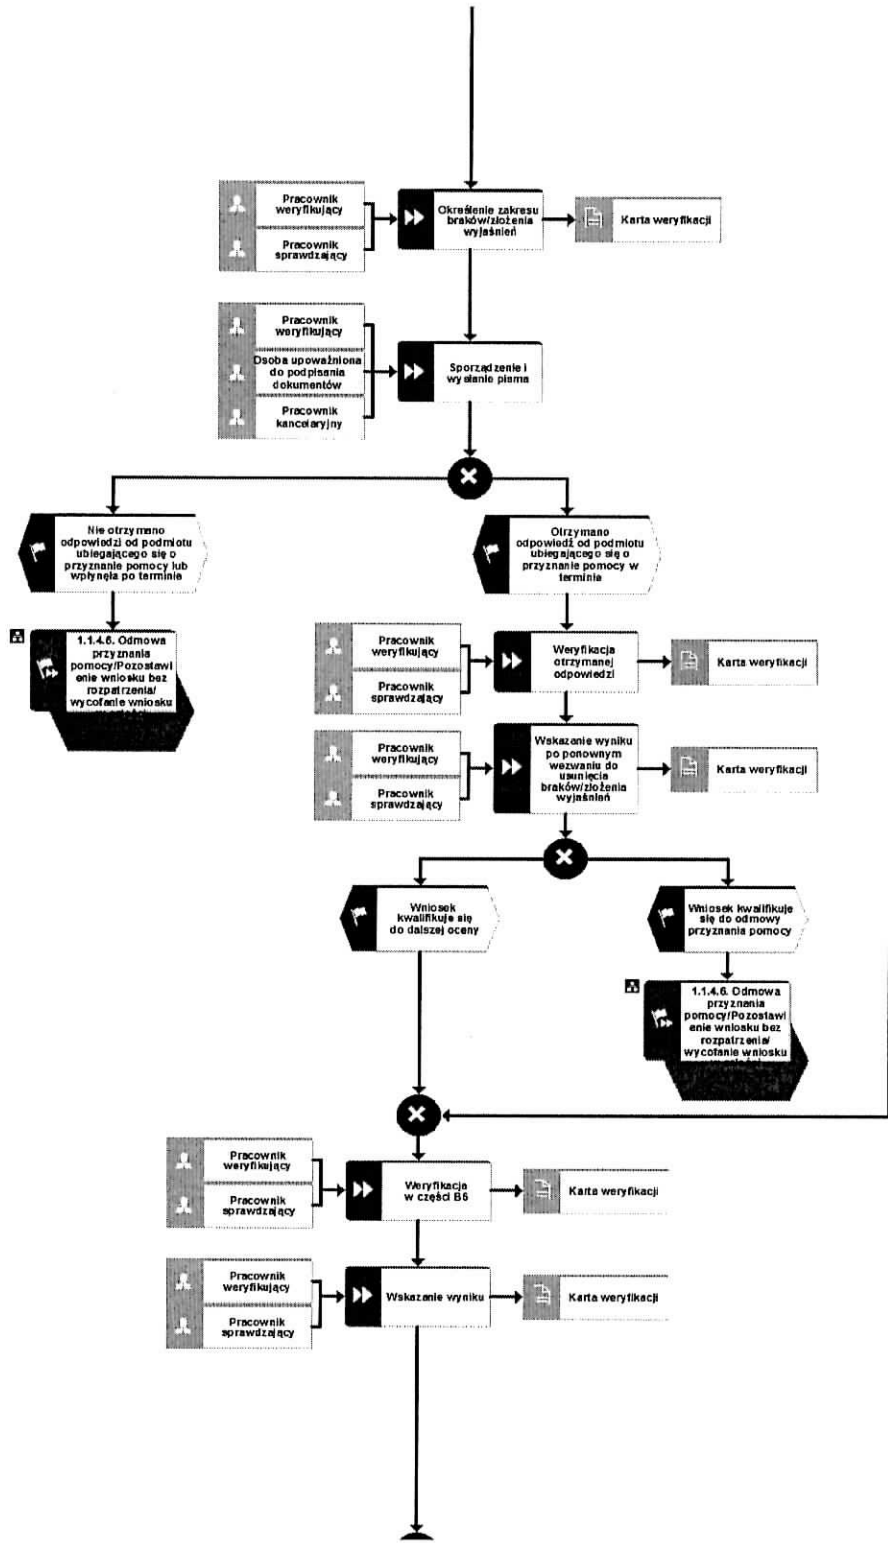 Pracownik
weryfikujący
Pracownik
sprawdzający
Określenie zakresu
braków/złożenia
wyjaśnień
Karta weryfikacji
Pracownik
weryfikujący
Osoba upoważniona
do podpisania
dokumentów
Pracownik
kancelaryjny
Sporządzenie i
wysłanie pisma
Nie otrzymano
odpowiedzi od podmiotu
ubiegającego się o
przyznanie pomocy lub
wpłynęła po terminie
Otrzymano
odpowiedź od podmiotu
ubiegającego się o
przyznanie pomocy w
terminie
1.1.4.6. Odmowa
przyznania
pomocy/Pozostawi
enie wniosku bez
rozpatrzenia/
wycofanie wniosku
Pracownik
weryfikujący
Pracownik
sprawdzający
Weryfikacja
otrzymanej
odpowiedzi
Karta weryfikacji
Pracownik
weryfikujący
Pracownik
sprawdzający
Wskazanie wyniku
po ponownym
wezwaniu do
usunięcia
braków/złożenia
wyjaśnień
Karta weryfikacji
Wniosek
kwalifikuje się
do dalszej oceny
Wniosek kwalifikuje
się do odmowy
przyznania pomocy
1.1.4.6. Odmowa
przyznania
pomocy/Pozostawi
enie wniosku bez
rozpatrzenia/
wycofanie wniosku
Pracownik
weryfikujący
Pracownik
sprawdzający
Weryfikacja
w części B6
Karta weryfikacji
Pracownik
weryfikujący
Pracownik
sprawdzający
Wskazanie wyniku
Karta weryfikacji